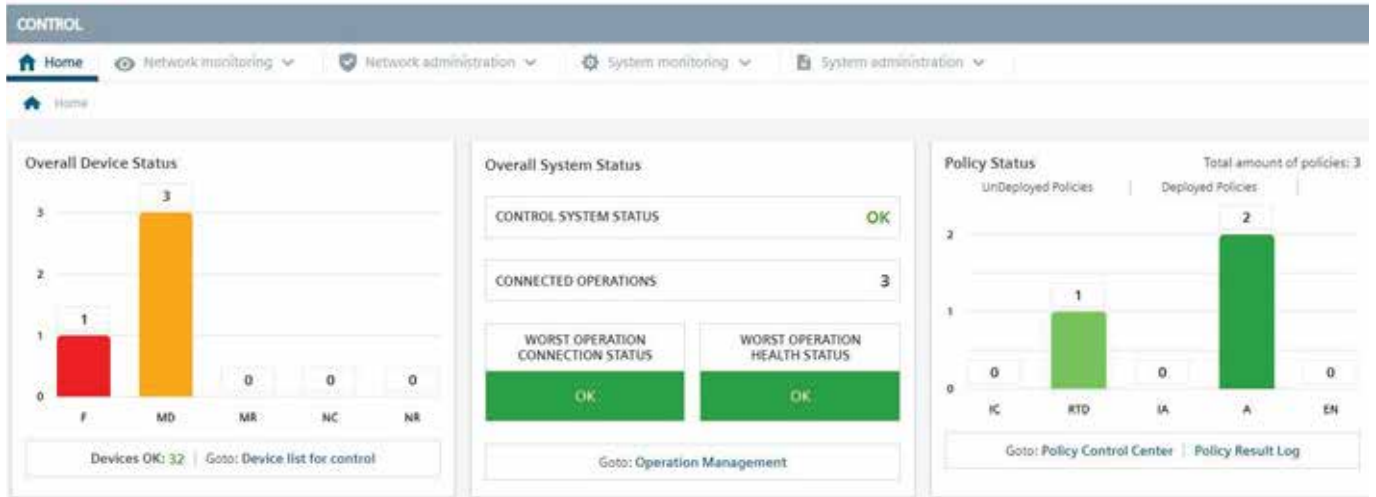 CONTROL
Home Network monitoring Network administration System monitoring System administration
Home
Overall Device Status
3
3
2
1
1
0
0
0
0
F MD MR NC NR
Devices OK: 32 | Goto: Device list for control
Overall System Status
CONTROL SYSTEM STATUS OK
CONNECTED OPERATIONS 3
WORST OPERATION
CONNECTION STATUS
OK
WORST OPERATION
HEALTH STATUS
OK
Goto: Operation Management
Policy Status Total amount of policies: 3
UnDeployed Policies | Deployed Policies |
2
2
1
1
0
0
0
0
IC RTD IA A EN
Goto: Policy Control Center | Policy Result Log